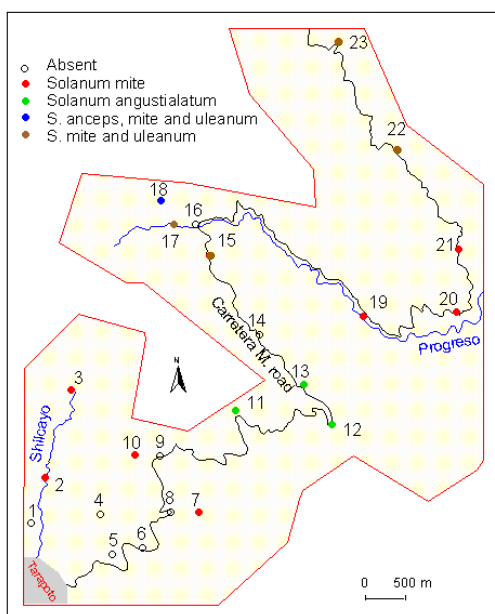 Absent
Solanum mite
Solanum angustialatum
S. anceps, mite and uleanum
S. mite and uleanum
23
22
18
16
17
15
21
19
20
Progreso
14
Carretera M. road
13
N
3
11
12
Shilcayo
10
9
2
4
8
7
1
5
6
Tarapoto
0 500 m